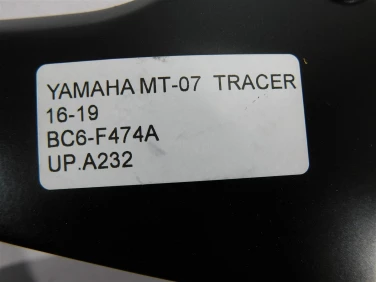 YAMAHA MT-07 TRACER
16-19
BC6-F474A
UP.A232